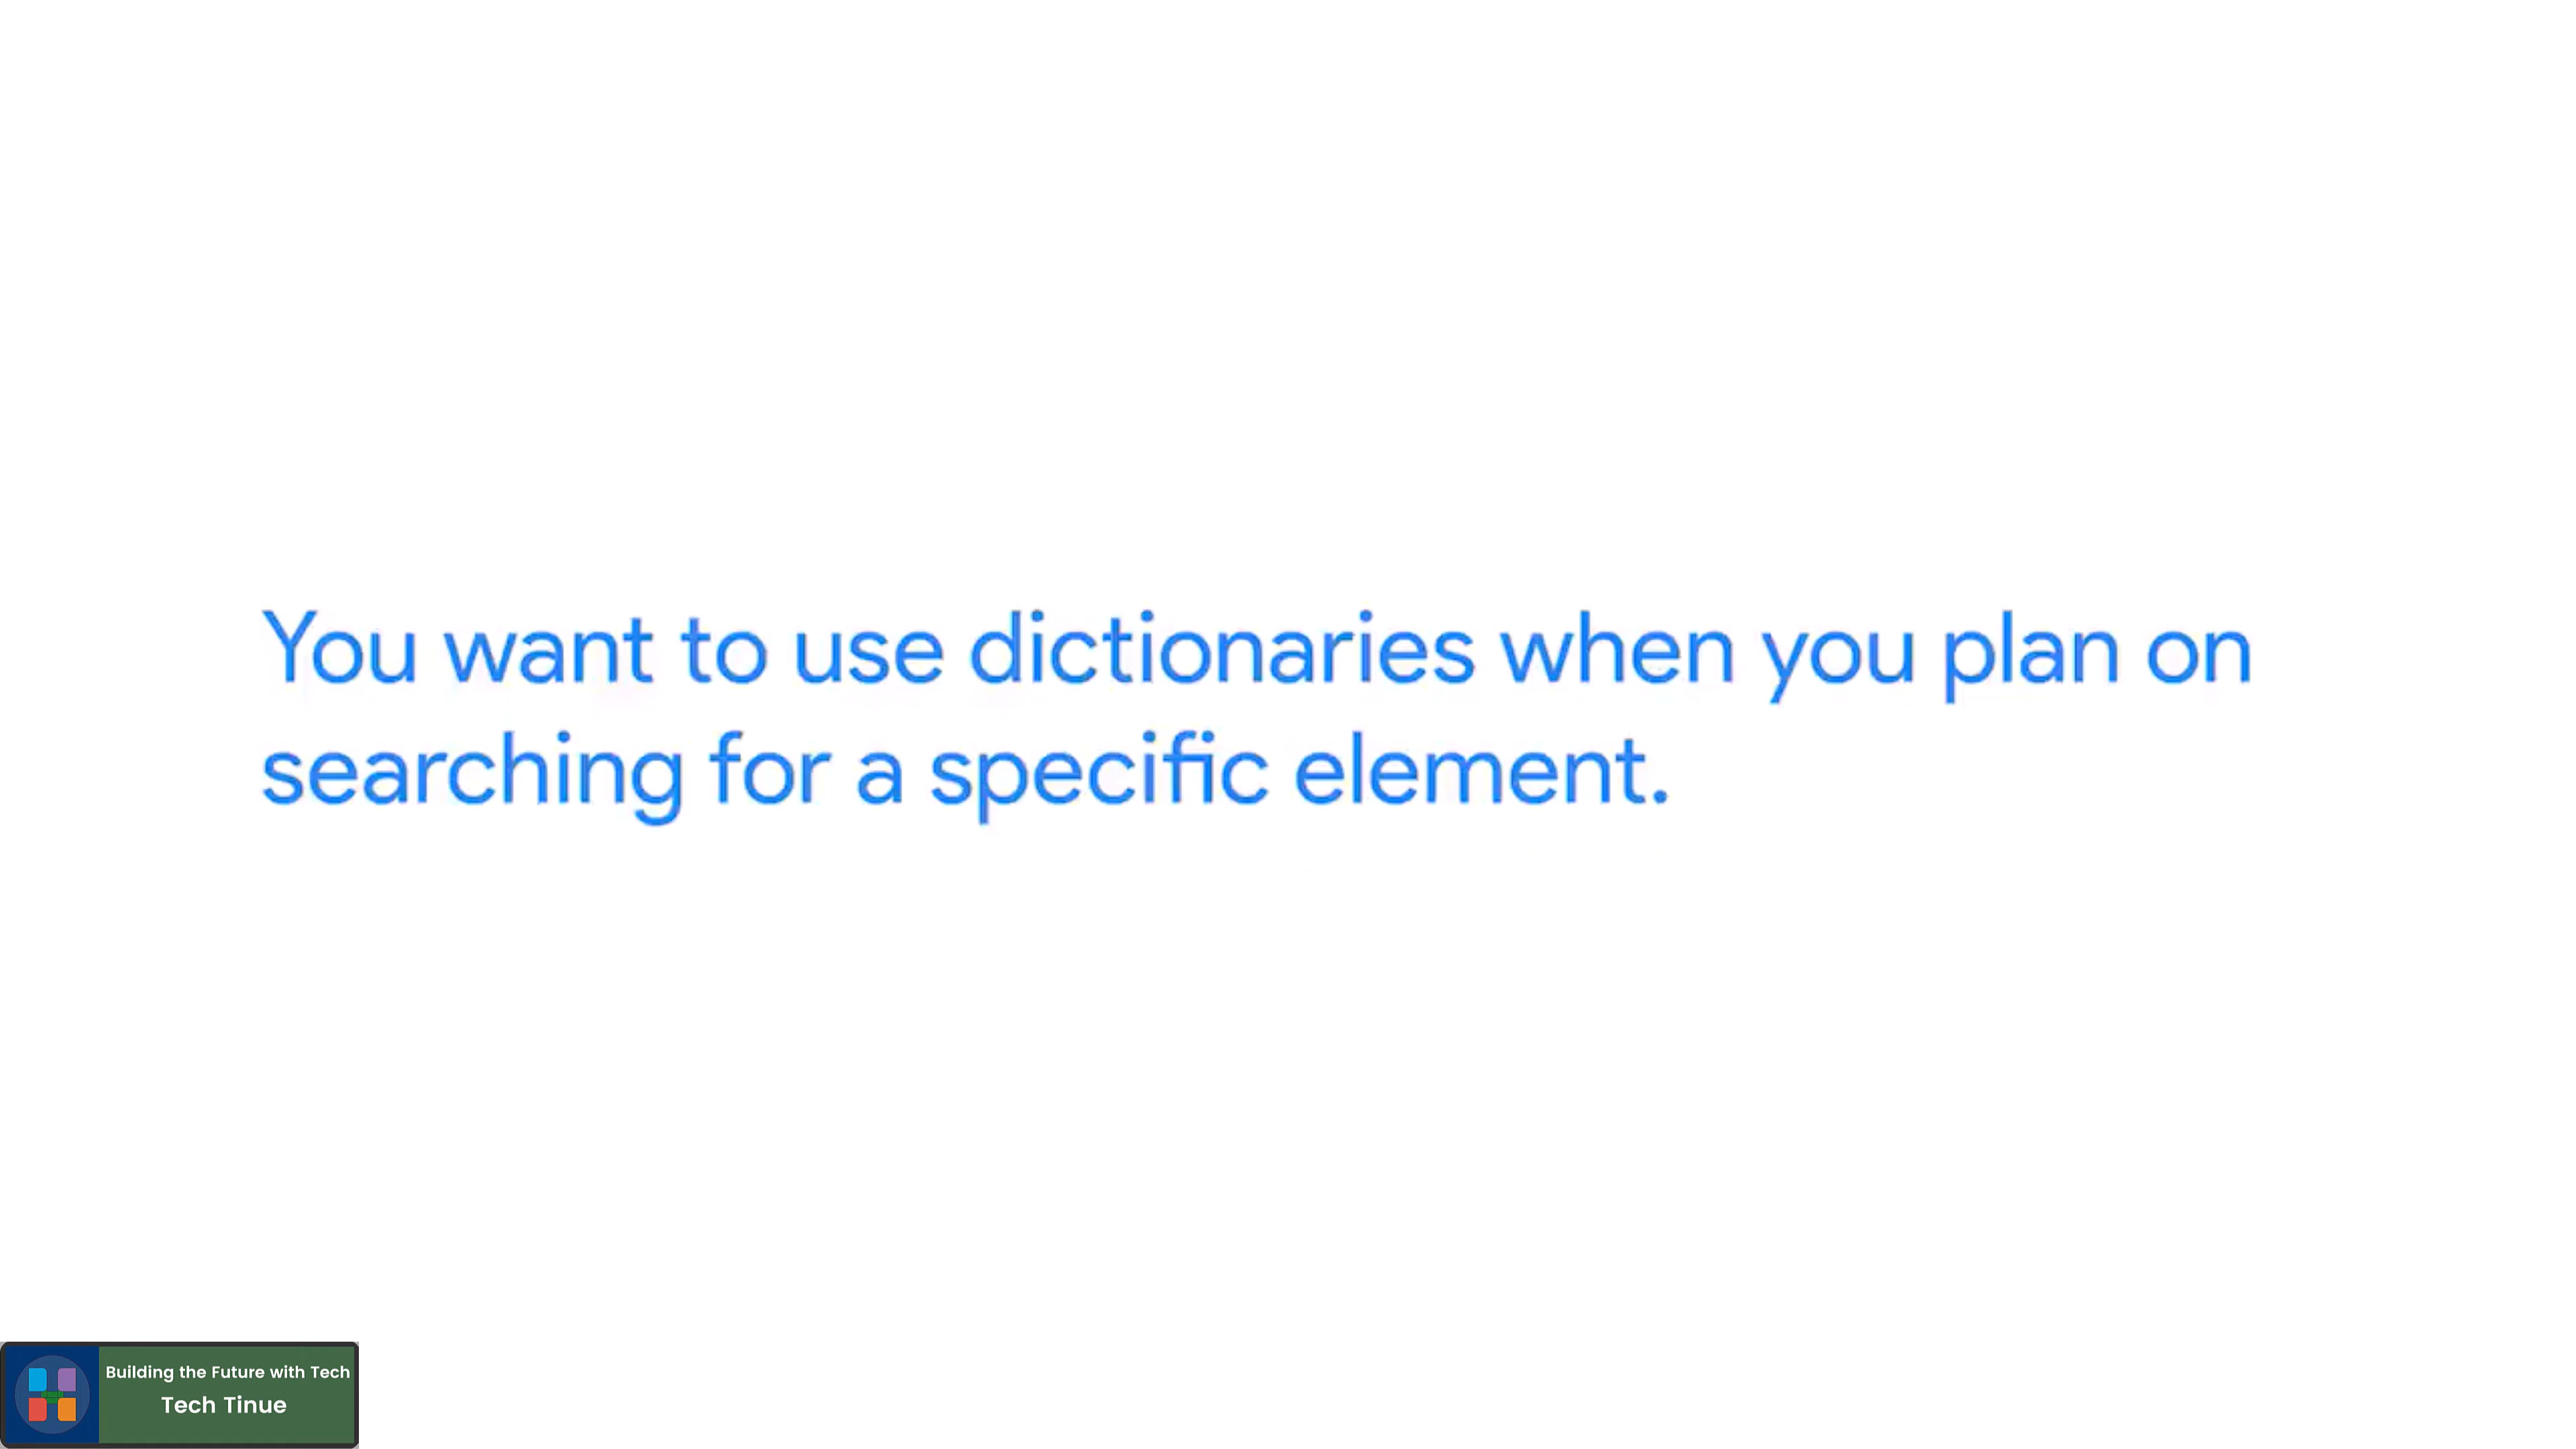 You want to use dictionaries when you plan on
searching for a specific element.
Building the Future with Tech
Tech Tinue